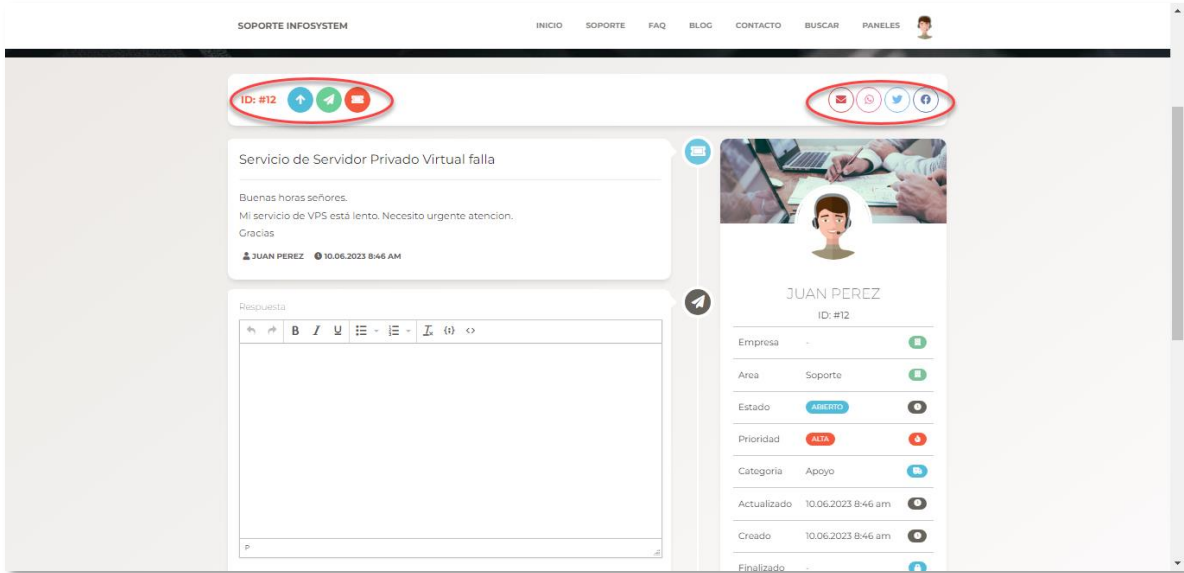 SOPORTE INFOSYSTEM
INICIO SOPORTE FAQ BLOG CONTACTO BUSCAR PANELES
ID: #12
Servicio de Servidor Privado Virtual falla
Buenas horas señores.
Mi servicio de VPS está lento. Necesito urgente atencion.
Gracias
JUAN PEREZ 10.06.2023 8:46 AM
Respuesta
P
JUAN PEREZ
ID: #12
Empresa -
Area Soporte
Estado ABIERTO
Prioridad ALTA
Categoria Apoyo
Actualizado 10.06.2023 8:46 am
Creado 10.06.2023 8:46 am
Finalizado -